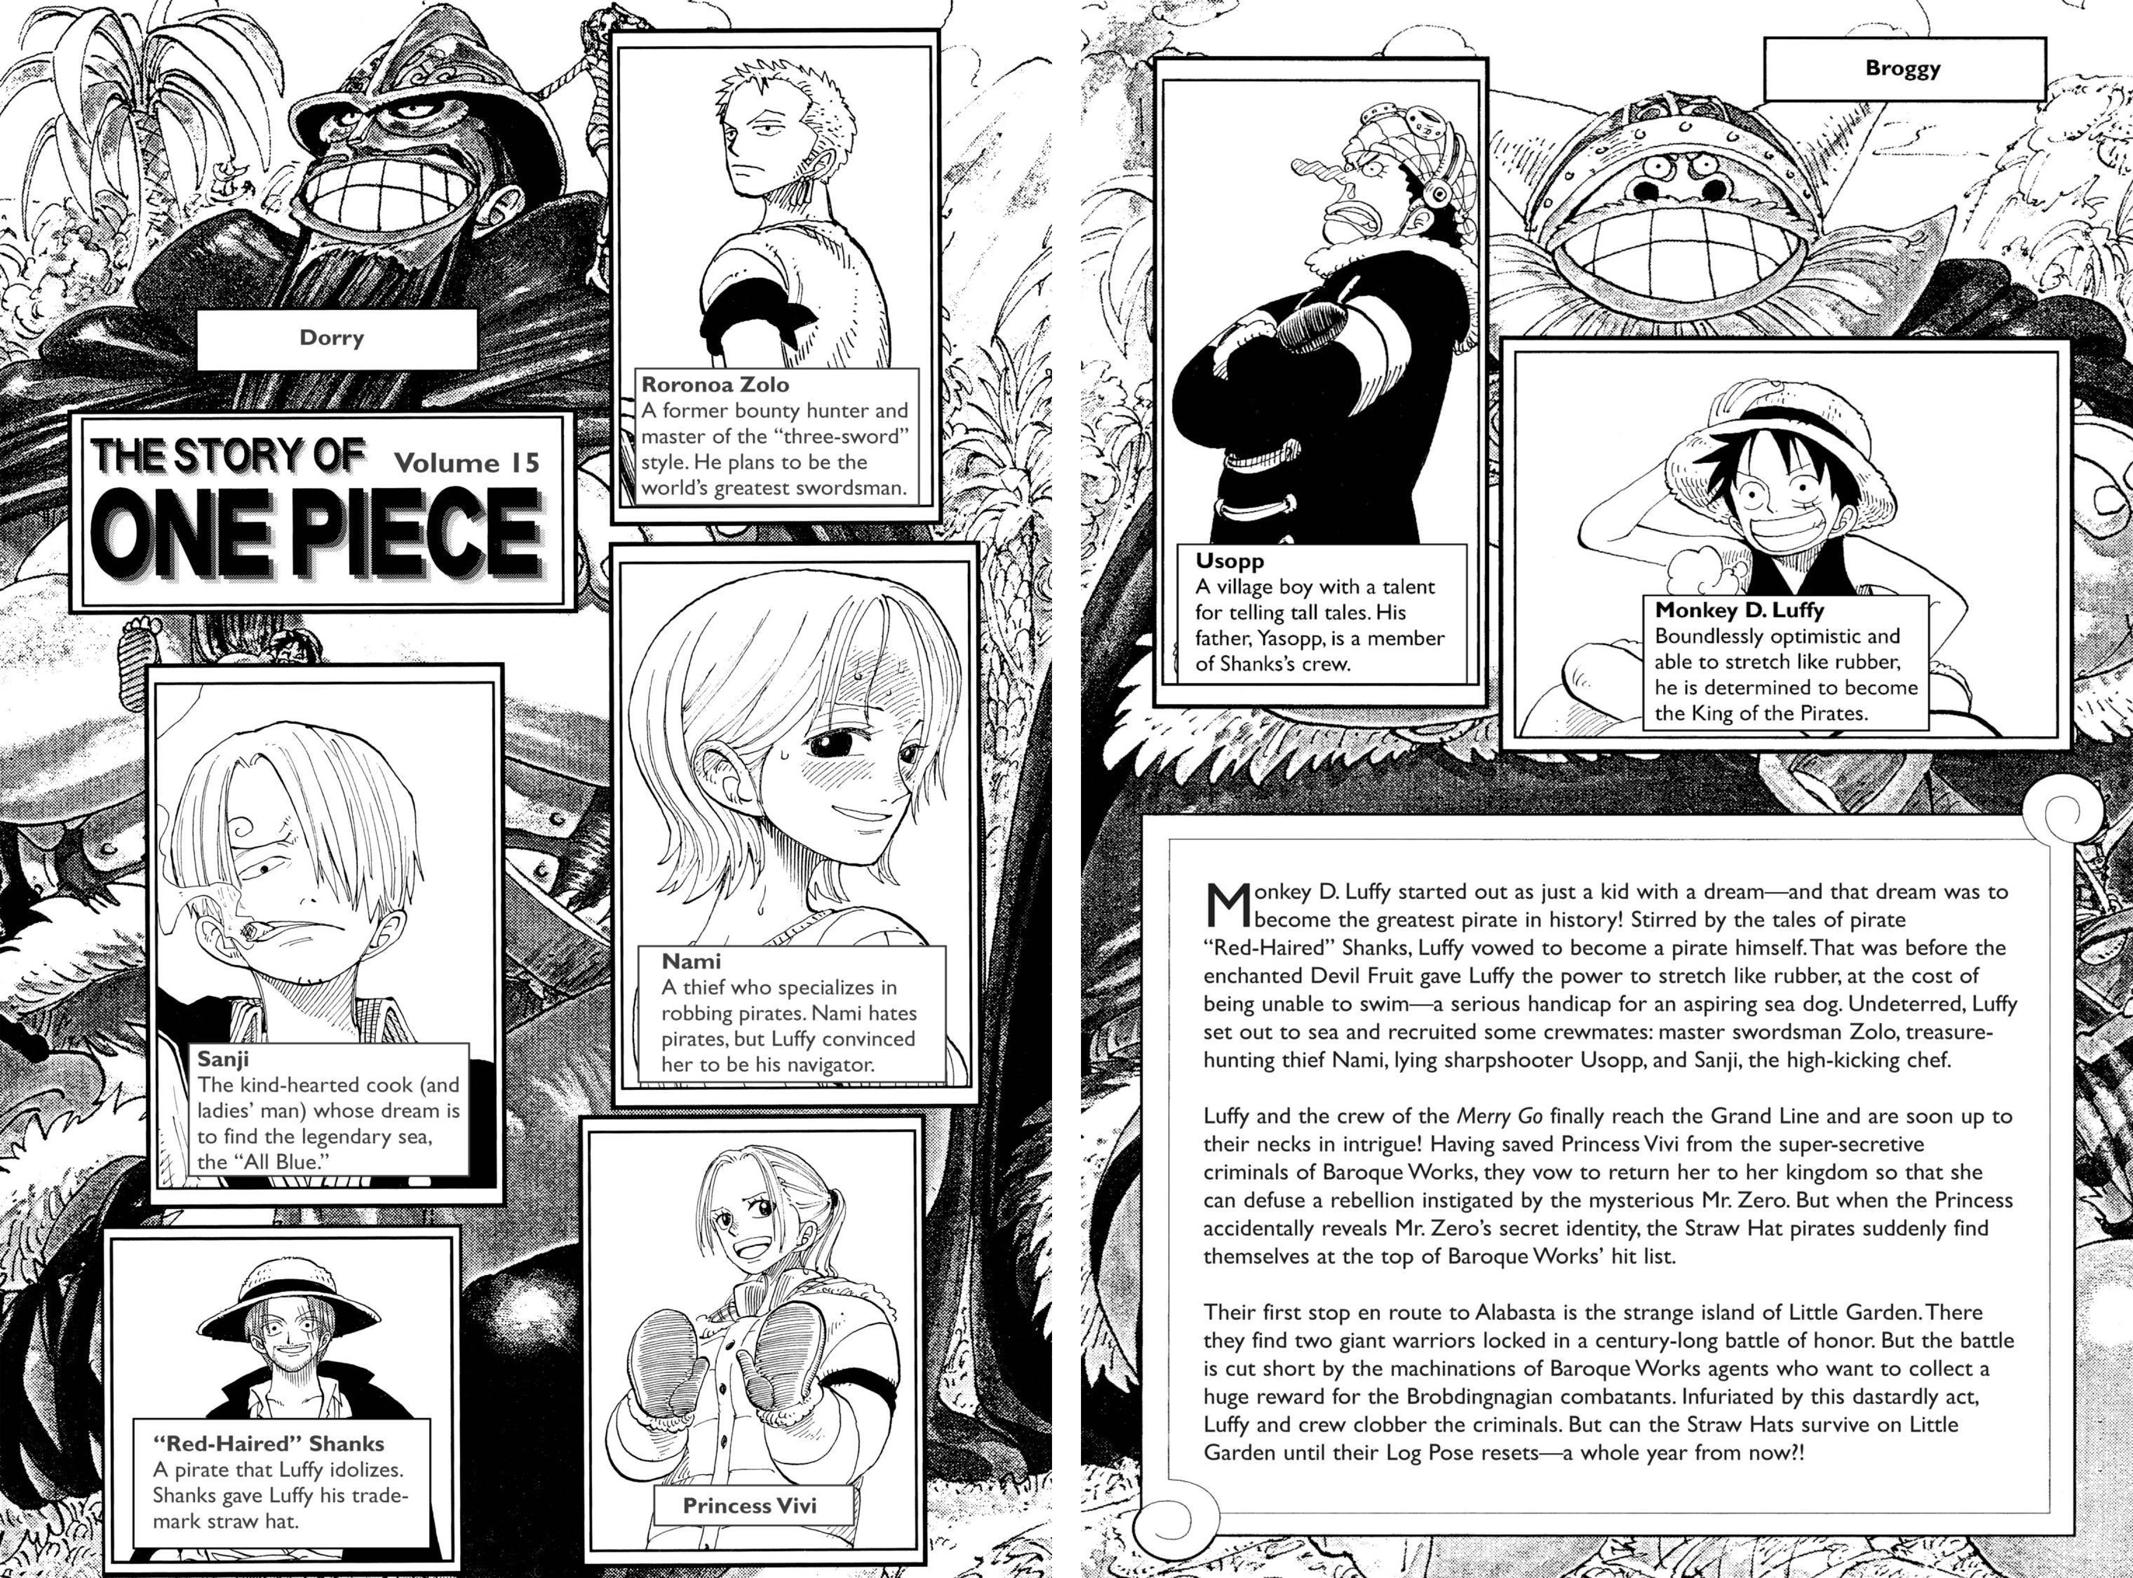 Dorry
THE STORY OF
Volume 15
ONE PIECE
Roronoa Zolo
A former bounty hunter and
master of the “three-sword”
style. He plans to be the
world’s greatest swordsman.
Nami
A thief who specializes in
robbing pirates. Nami hates
pirates, but Luffy convinced
her to be his navigator.
Sanji
The kind-hearted cook (and
ladies’ man) whose dream is
to find the legendary sea,
the “All Blue.”
“Red-Haired” Shanks
A pirate that Luffy idolizes.
Shanks gave Luffy his trade-
mark straw hat.
Princess Vivi
Broggy
Usopp
A village boy with a talent
for telling tall tales. His
father, Yasopp, is a member
of Shanks’s crew.
Monkey D. Luffy
Boundlessly optimistic and
able to stretch like rubber,
he is determined to become
the King of the Pirates.
Monkey D. Luffy started out as just a kid with a dream—and that dream was to
become the greatest pirate in history! Stirred by the tales of pirate
“Red-Haired” Shanks, Luffy vowed to become a pirate himself. That was before the
enchanted Devil Fruit gave Luffy the power to stretch like rubber, at the cost of
being unable to swim—a serious handicap for an aspiring sea dog. Undeterred, Luffy
set out to sea and recruited some crewmates: master swordsman Zolo, treasure-
hunting thief Nami, lying sharpshooter Usopp, and Sanji, the high-kicking chef.
Luffy and the crew of the Merry Go finally reach the Grand Line and are soon up to
their necks in intrigue! Having saved Princess Vivi from the super-secretive
criminals of Baroque Works, they vow to return her to her kingdom so that she
can defuse a rebellion instigated by the mysterious Mr. Zero. But when the Princess
accidentally reveals Mr. Zero’s secret identity, the Straw Hat pirates suddenly find
themselves at the top of Baroque Works’ hit list.
Their first stop en route to Alabasta is the strange island of Little Garden. There
they find two giant warriors locked in a century-long battle of honor. But the battle
is cut short by the machinations of Baroque Works agents who want to collect a
huge reward for the Brobdingnagian combatants. Infuriated by this dastardly act,
Luffy and crew clobber the criminals. But can the Straw Hats survive on Little
Garden until their Log Pose resets—a whole year from now?!